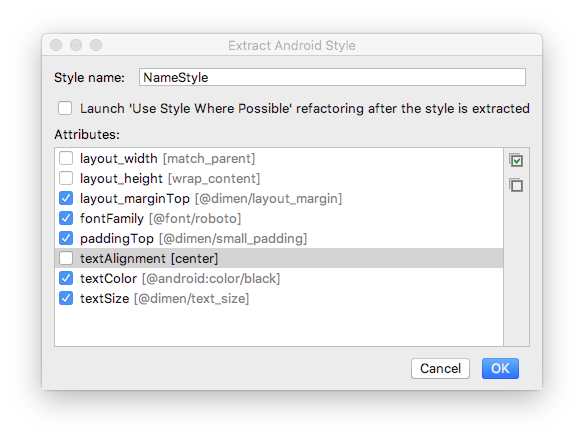 Extract Android Style
Style name: NameStyle
Launch 'Use Style Where Possible' refactoring after the style is extracted
Attributes:
layout_width [match_parent]
layout_height [wrap_content]
layout_marginTop [@dimen/layout_margin]
fontFamily [@font/roboto]
paddingTop [@dimen/small_padding]
textAlignment [center]
textColor [@android:color/black]
textSize [@dimen/text_size]
Cancel OK